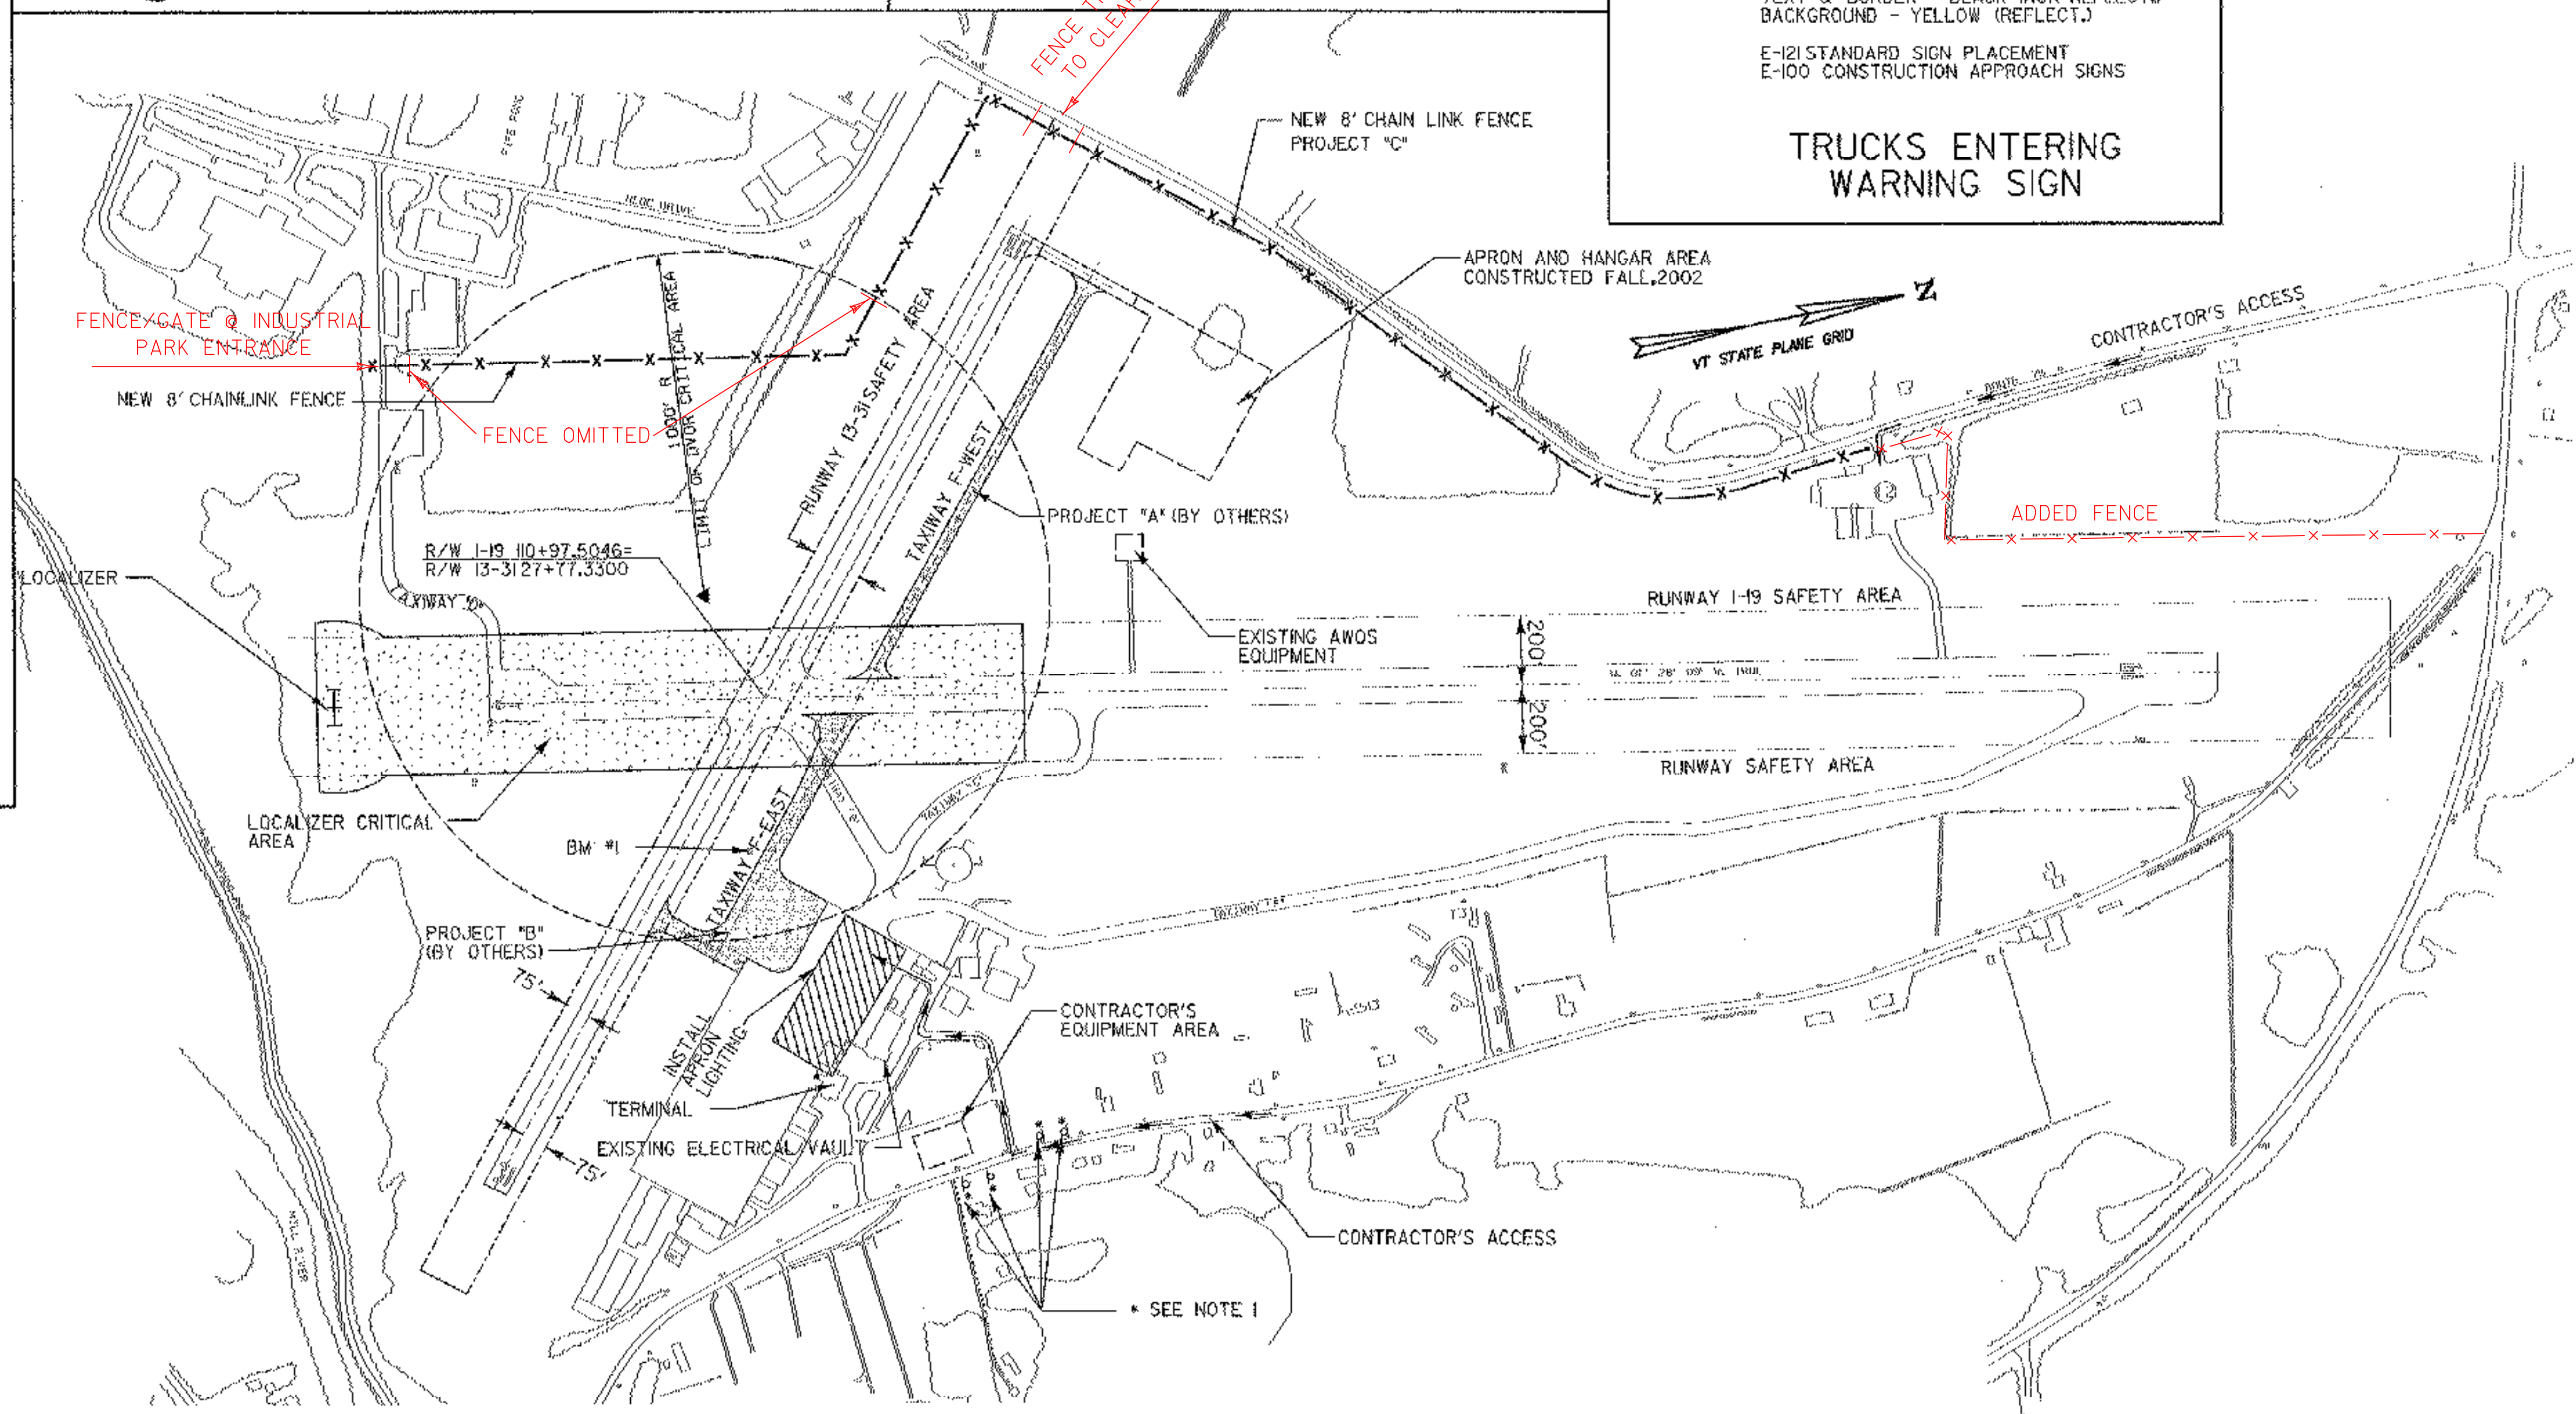 BACKGROUND - YELLOW (REFLECT.)
E-121 STANDARD SIGN PLACEMENT
E-100 CONSTRUCTION APPROACH SIGNS
TRUCKS ENTERING
WARNING SIGN
FENCE
TO
NEW 8' CHAIN LINK FENCE
PROJECT "C"
APRON AND HANGAR AREA
CONSTRUCTED FALL,2002
Z
VT STATE PLANE GRID
CONTRACTOR'S ACCESS
FENCE/GATE @ INDUSTRIAL
PARK ENTRANCE
NEW 8' CHAINLINK FENCE
FENCE OMITTED
1000' R
LIMIT OF DVOR CRITICAL AREA
RUNWAY 13-31 SAFETY AREA
TAXIWAY F-WEST
PROJECT "A" (BY OTHERS)
ADDED FENCE
R/W 1-19 110+97.5046=
R/W 13-31 27+77.3300
LOCALIZER
TAXIWAY "D"
RUNWAY 1-19 SAFETY AREA
EXISTING AWOS
EQUIPMENT
200'
200'
RUNWAY SAFETY AREA
LOCALIZER CRITICAL
AREA
BM #1
TAXIWAY F-EAST
PROJECT "B"
(BY OTHERS)
75'
INSTALL
APRON
LIGHTING
CONTRACTOR'S
EQUIPMENT AREA
TERMINAL
EXISTING ELECTRICAL VAULT
75'
MILL RIVER
CONTRACTOR'S ACCESS
* SEE NOTE 1